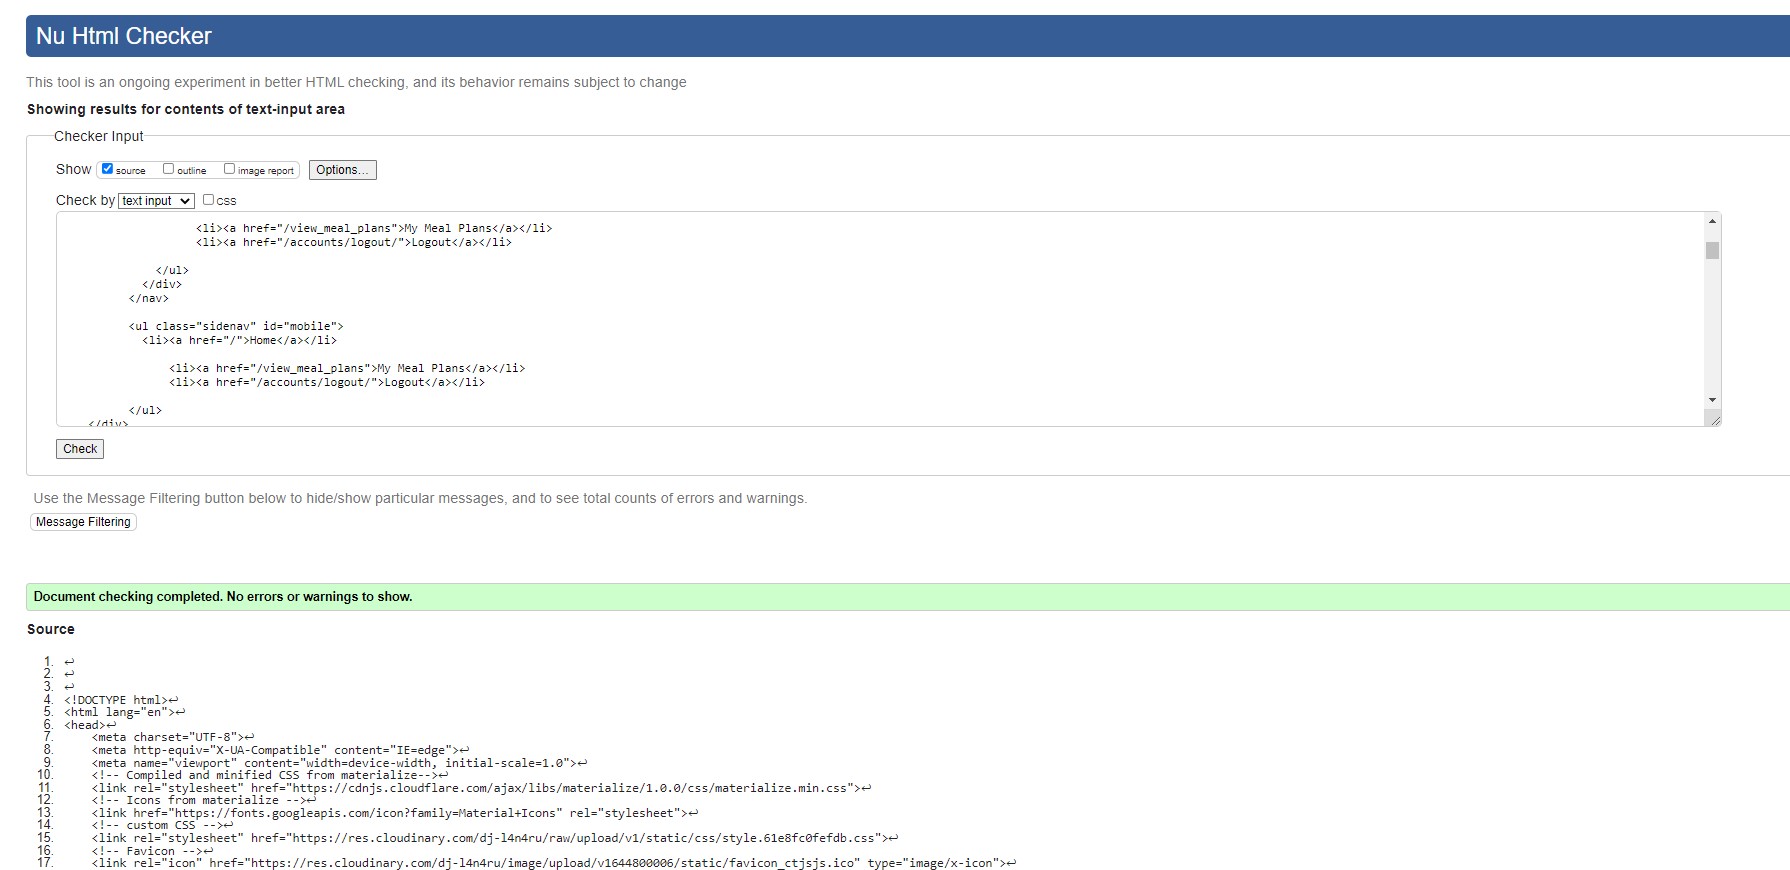 Nu Html Checker
This tool is an ongoing experiment in better HTML checking, and its behavior remains subject to change
Showing results for contents of text-input area
Checker Input
Show source outline image report Options...
Check by text input css
<li><a href="/view_meal_plans">My Meal Plans</a></li>
<li><a href="/accounts/logout/">Logout</a></li>
</ul>
</div>
</nav>
<ul class="sidenav" id="mobile">
<li><a href="/">Home</a></li>
<li><a href="/view_meal_plans">My Meal Plans</a></li>
<li><a href="/accounts/logout/">Logout</a></li>
</ul>
</div>
Check
Use the Message Filtering button below to hide/show particular messages, and to see total counts of errors and warnings.
Message Filtering
Document checking completed. No errors or warnings to show.
Source
1. ↩
2. ↩
3. ↩
4. <!DOCTYPE html>↩
5. <html lang="en">↩
6. <head>↩
7. <meta charset="UTF-8">↩
8. <meta http-equiv="X-UA-Compatible" content="IE=edge">↩
9. <meta name="viewport" content="width=device-width, initial-scale=1.0">↩
10. <!-- Compiled and minified CSS from materialize-->↩
11. <link rel="stylesheet" href="https://cdnjs.cloudflare.com/ajax/libs/materialize/1.0.0/css/materialize.min.css">↩
12. <!-- Icons from materialize -->↩
13. <link href="https://fonts.googleapis.com/icon?family=Material+Icons" rel="stylesheet">↩
14. <!-- custom CSS -->↩
15. <link rel="stylesheet" href="https://res.cloudinary.com/dj-l4n4ru/raw/upload/v1/static/css/style.61e8fc0fefdb.css">↩
16. <!-- Favicon -->↩
17. <link rel="icon" href="https://res.cloudinary.com/dj-l4n4ru/image/upload/v1644800006/static/favicon_ctjsjs.ico" type="image/x-icon">↩